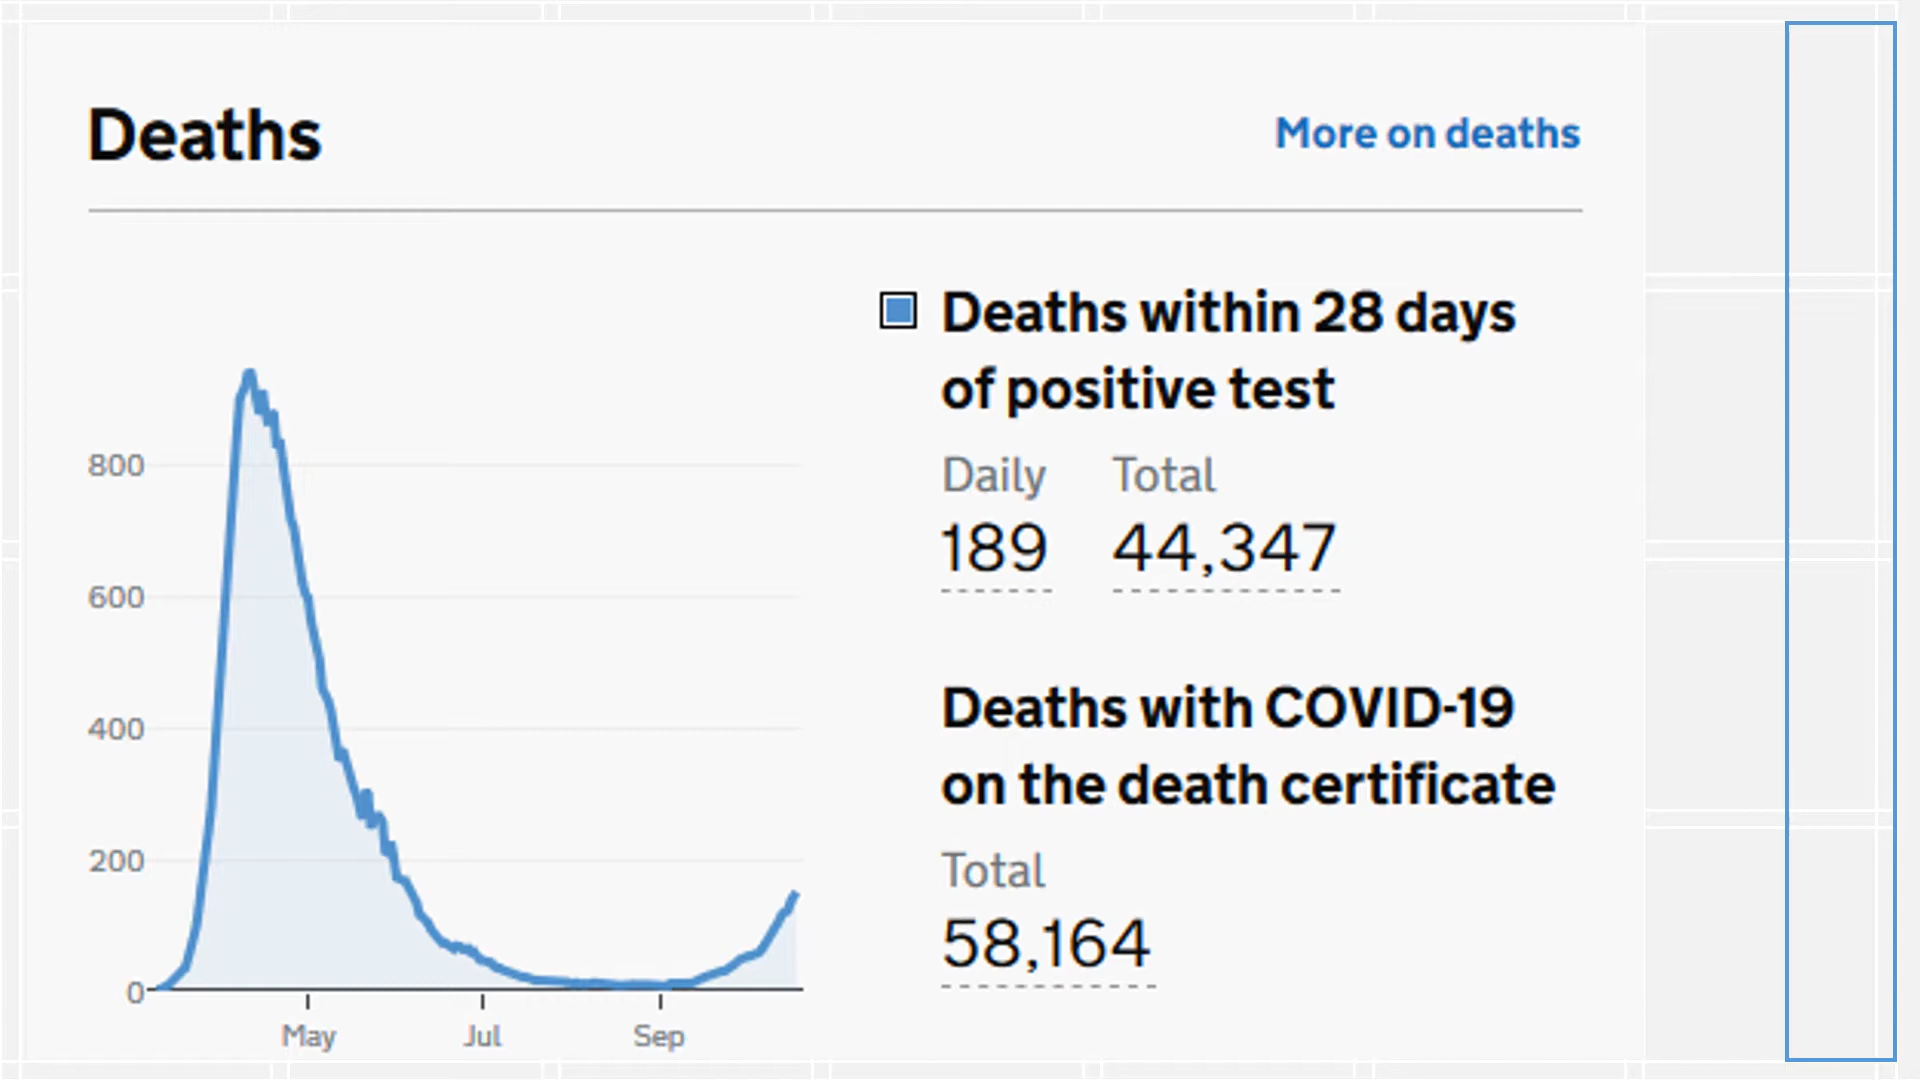 Deaths
More on deaths
Deaths within 28 days
of positive test
Daily Total
189 44,347
Deaths with COVID-19
on the death certificate
Total
58,164
800
600
400
200
0
May Jul Sep